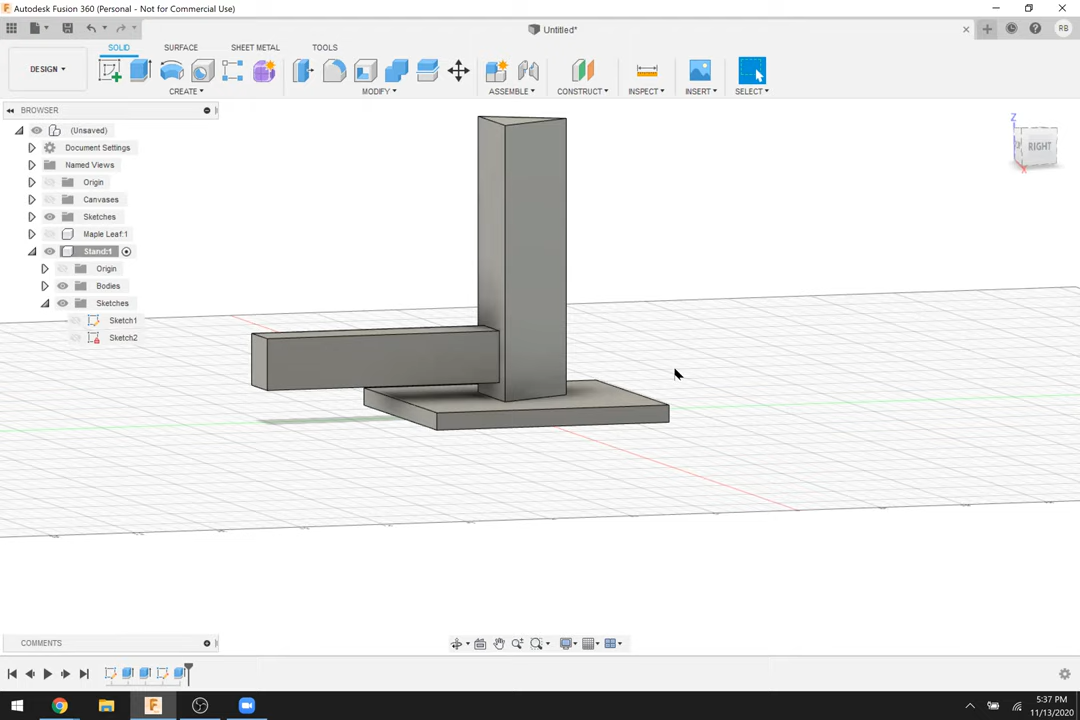 Autodesk Fusion 360 (Personal - Not for Commercial Use)
Untitled*
RB
SOLID
SURFACE
SHEET METAL
TOOLS
DESIGN
CREATE
MODIFY
ASSEMBLE
CONSTRUCT
INSPECT
INSERT
SELECT
BROWSER
(Unsaved)
Document Settings
Named Views
Origin
Canvases
Sketches
Maple Leaf:1
Stand:1
Origin
Bodies
Sketches
Sketch1
Sketch2
Z
RIGHT
X
COMMENTS
5:37 PM
11/13/2020